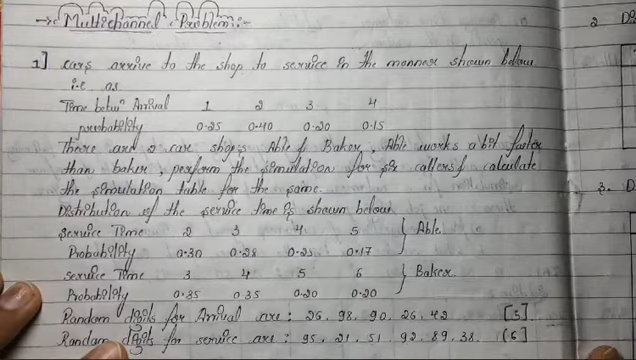 → Multichannel Problem :-
1] cars arrive to the shop to service in the manner shown below
i.e as
Time betwn Arrival 1 2 3 4
probability 0.25 0.40 0.20 0.15
There are 2 car shops Able & Baker, Able works a bit faster
than baker, perform the simulation for six callers & calculate
the simulation table for the same.
Distribution of the service time is shown below
Service Time 2 3 4 5 } Able.
Probability 0.30 0.28 0.25 0.17
Service Time 3 4 5 6 } Baker.
Probability 0.35 0.35 0.20 0.20
Random digits for Arrival are : 26, 98, 90, 26, 42 [5]
Random digits for service are : 95, 21, 51, 92, 89, 38. (6]
2 Di
3. D